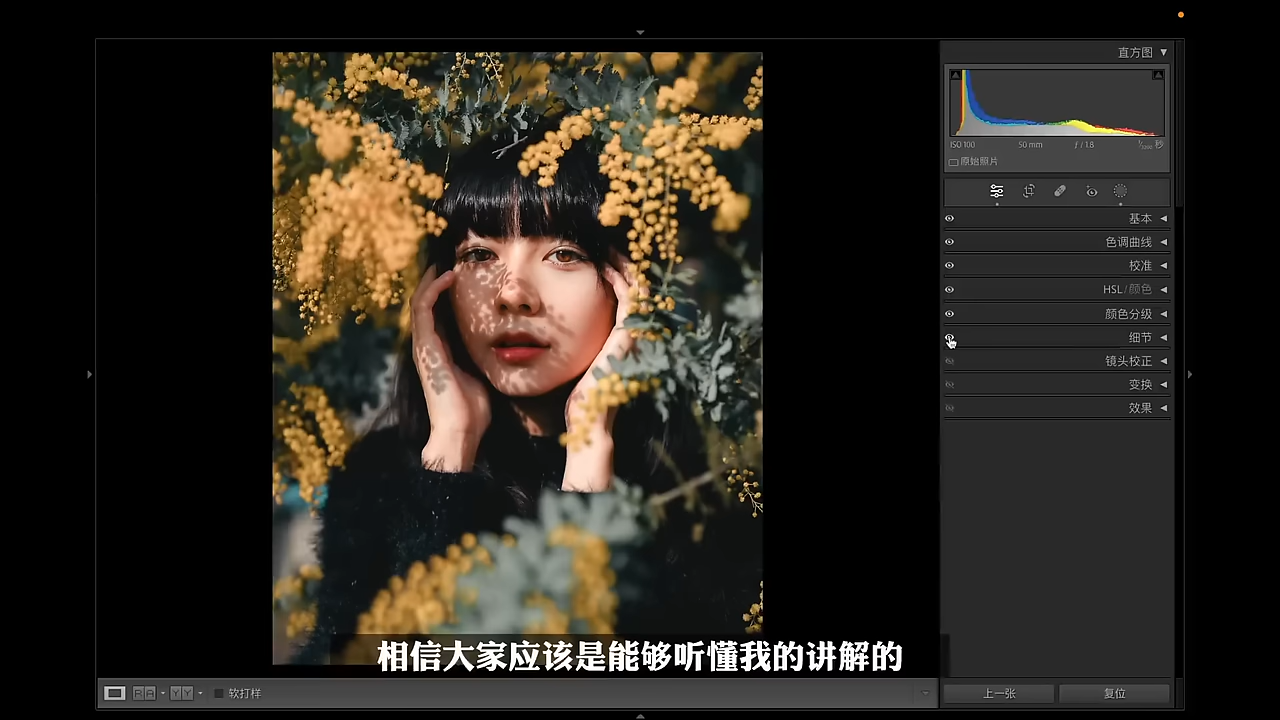 直方图
ISO 100 50 mm ƒ / 1.8
原始照片
基本
色调曲线
校准
HSL / 颜色
颜色分级
细节
镜头校正
变换
效果
相信大家应该是能够听懂我的讲解的
R A Y Y 软打样
上一张 复位